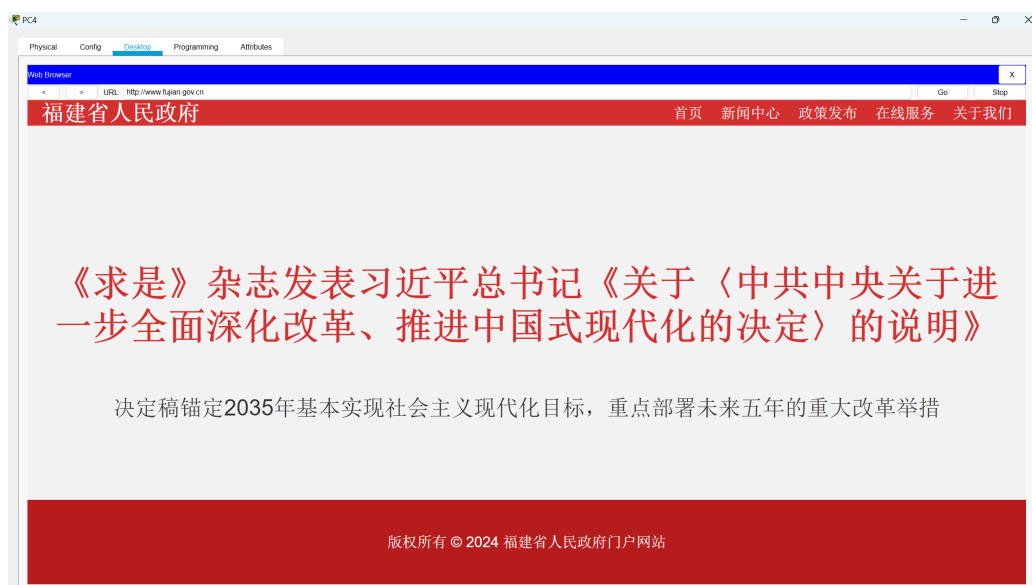 PC4
Physical Config Desktop Programming Attributes
Web Browser
X
< > URL http://www.fujian.gov.cn Go Stop
福建省人民政府 首页 新闻中心 政策发布 在线服务 关于我们
《求是》杂志发表习近平总书记《关于〈中共中央关于进
一步全面深化改革、推进中国式现代化的决定〉的说明》
决定稿锚定2035年基本实现社会主义现代化目标，重点部署未来五年的重大改革举措
版权所有 © 2024 福建省人民政府门户网站